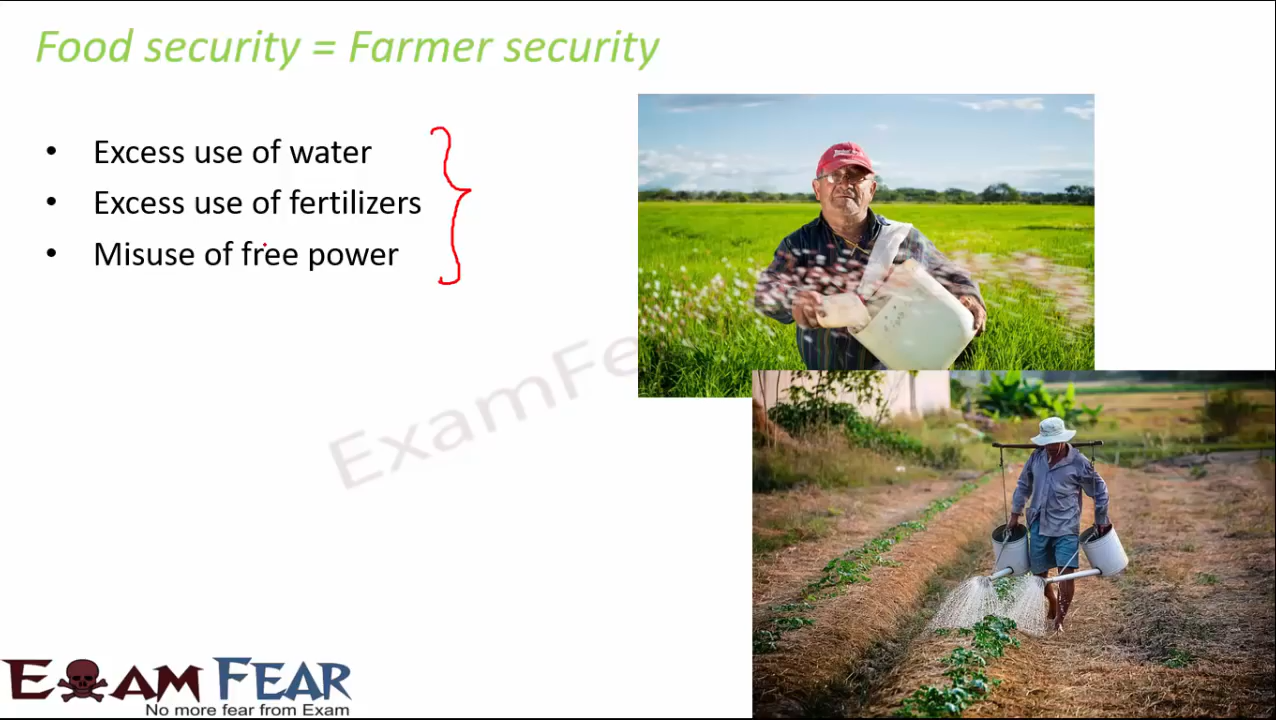 Food security = Farmer security
• Excess use of water
• Excess use of fertilizers
• Misuse of free power
ExamFe
EXAM FEAR
No more fear from Exam